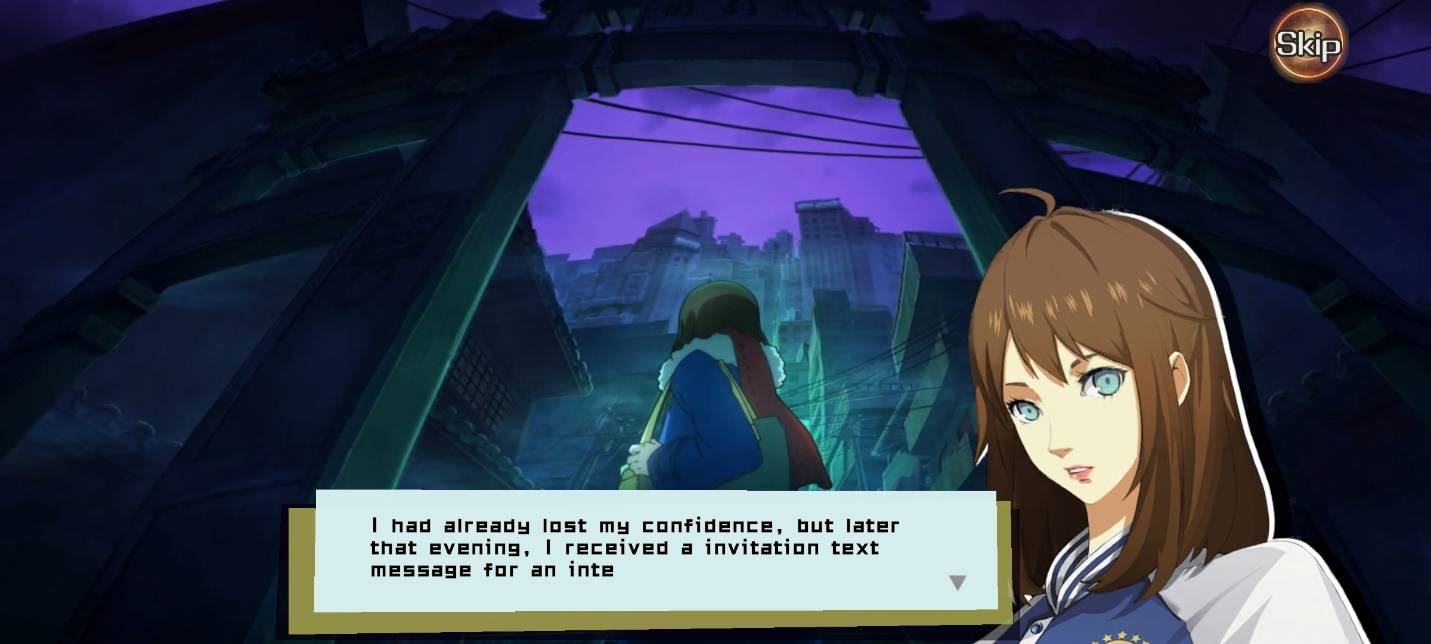 Skip
I had already lost my confidence, but later
that evening, I received a invitation text
message for an inte